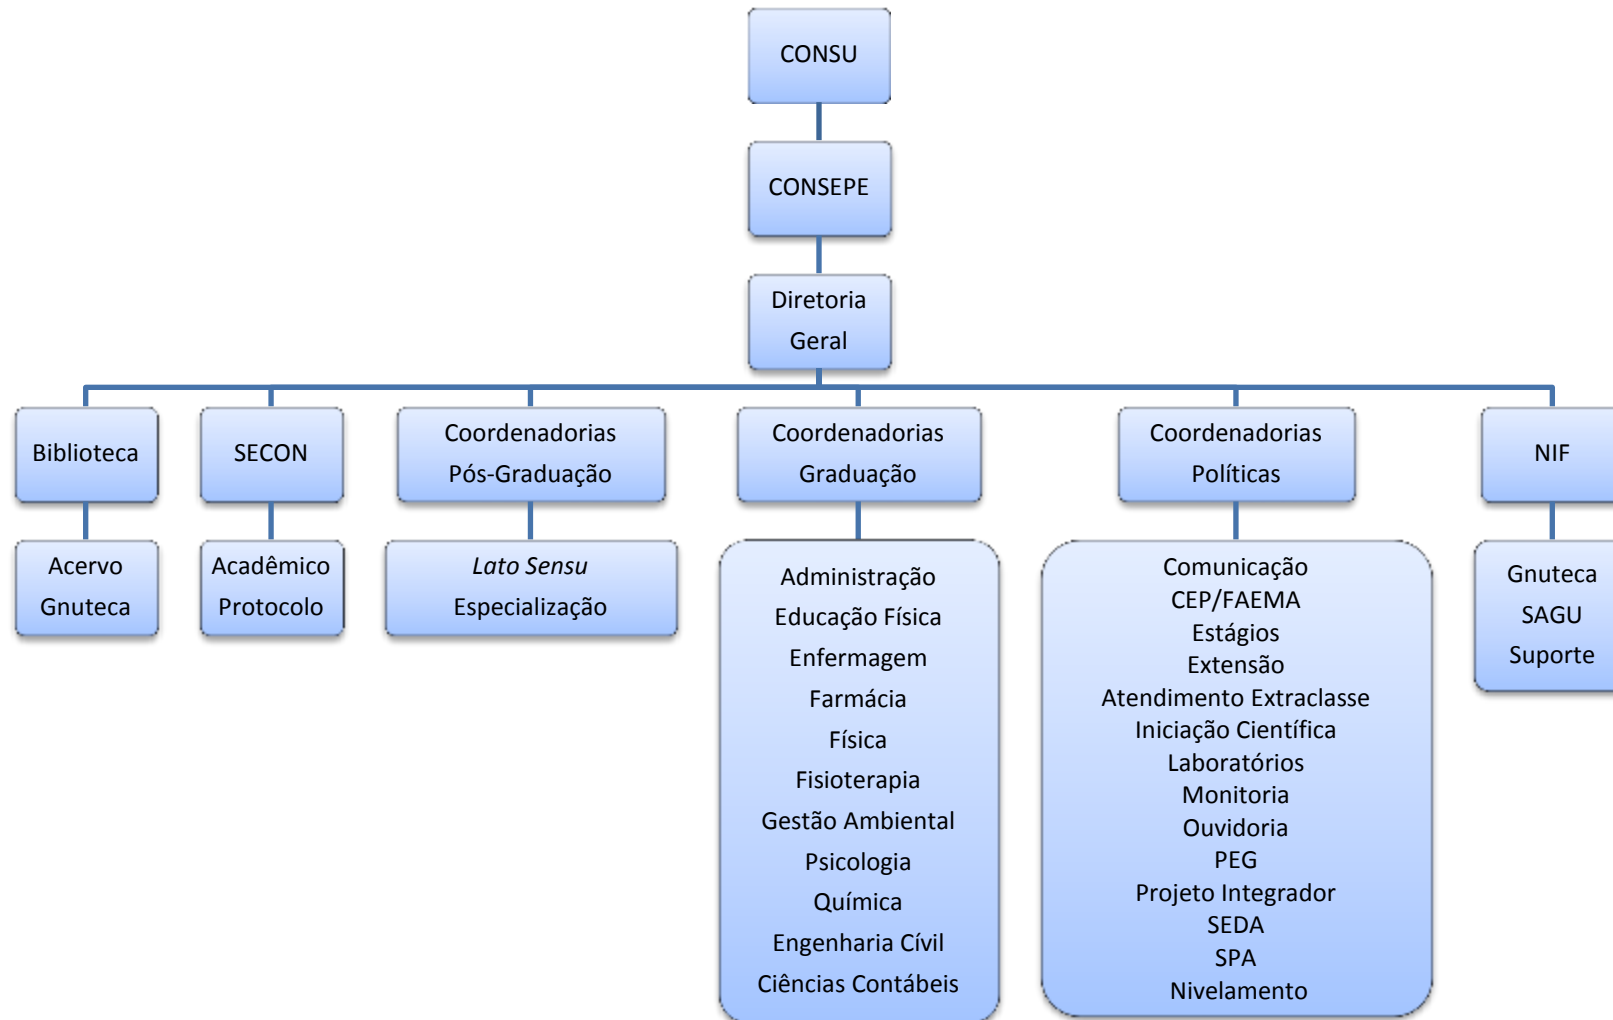 CONSU
CONSEPE
Diretoria
Geral
Biblioteca
SECON
Coordenadorias
Pós-Graduação
Coordenadorias
Graduação
Coordenadorias
Políticas
NIF
Acervo
Gnuteca
Acadêmico
Protocolo
Lato Sensu
Especialização
Administração
Educação Física
Enfermagem
Farmácia
Física
Fisioterapia
Gestão Ambiental
Psicologia
Química
Engenharia Cívil
Ciências Contábeis
Comunicação
CEP/FAEMA
Estágios
Extensão
Atendimento Extraclasse
Iniciação Científica
Laboratórios
Monitoria
Ouvidoria
PEG
Projeto Integrador
SEDA
SPA
Nivelamento
Gnuteca
SAGU
Suporte